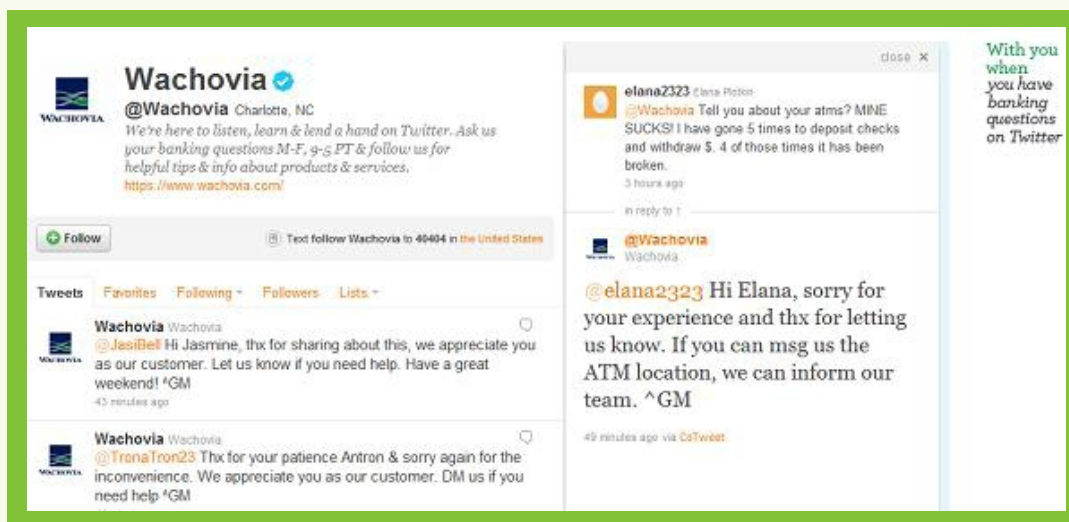 Wachovia
@Wachovia Charlotte, NC
We're here to listen, learn & lend a hand on Twitter. Ask us
your banking questions M-F, 9-5 PT & follow us for
helpful tips & info about products & services.
https://www.wachovia.com/
WACHOVIA
Follow
Text follow Wachovia to 40404 in the United States
Tweets Favorites Following Followers Lists
Wachovia Wachovia
@JasiBell Hi Jasmine, thx for sharing about this, we appreciate you
as our customer. Let us know if you need help. Have a great
weekend! ^GM
43 minutes ago
WACHOVIA
Wachovia Wachovia
@TronaTron23 Thx for your patience Antron & sorry again for the
inconvenience. We appreciate you as our customer. DM us if you
need help ^GM
WACHOVIA
close x
elana2323 Elana
@Wachovia Tell you about your atms? MINE
SUCKS! I have gone 5 times to deposit checks
and withdraw $. 4 of those times it has been
broken.
3 hours ago
in reply to ↑
@Wachovia
Wachovia
@elana2323 Hi Elana, sorry for
your experience and thx for letting
us know. If you can msg us the
ATM location, we can inform our
team. ^GM
49 minutes ago via CoTweet
With you
when
you have
banking
questions
on Twitter